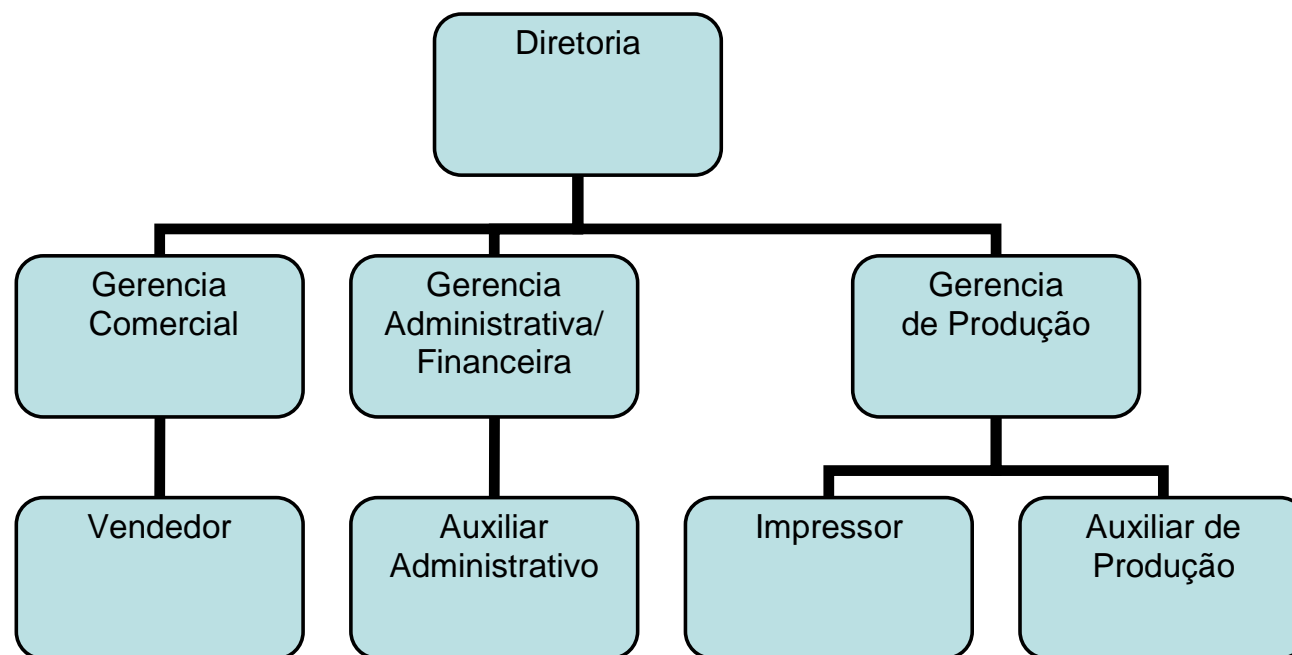 Diretoria
Gerencia
Comercial
Gerencia
Administrativa/
Financeira
Gerencia
de Produção
Vendedor
Auxiliar
Administrativo
Impressor
Auxiliar de
Produção